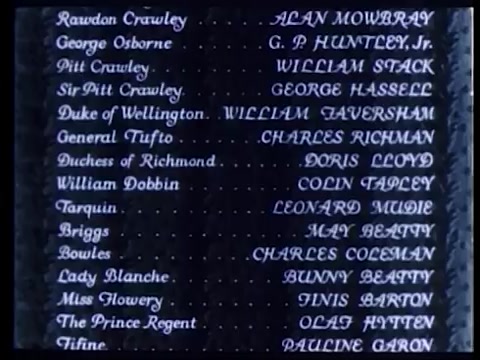 Rawdon Crawley . . . . . . . ALAN MOWBRAY
George Osborne . . . . . . . G. P. HUNTLEY, Jr.
Pitt Crawley . . . . . . . . WILLIAM STACK
Sir Pitt Crawley . . . . . . GEORGE HASSELL
Duke of Wellington . . WILLIAM FAVERSHAM
General Tufto . . . . . . CHARLES RICHMAN
Duchess of Richmond . . . . . . DORIS LLOYD
William Dobbin . . . . . . . COLIN TAPLEY
Tarquin . . . . . . . . . . LEONARD MUDIE
Briggs . . . . . . . . . . . MAY BEATTY
Bowles . . . . . . . . . CHARLES COLEMAN
Lady Blanche . . . . . . . . BUNNY BEATTY
Miss Flowery . . . . . . . . FINIS BARTON
The Prince Regent . . . . . . OLAF HYTTEN
Fifine . . . . . . . . . . PAULINE GARON